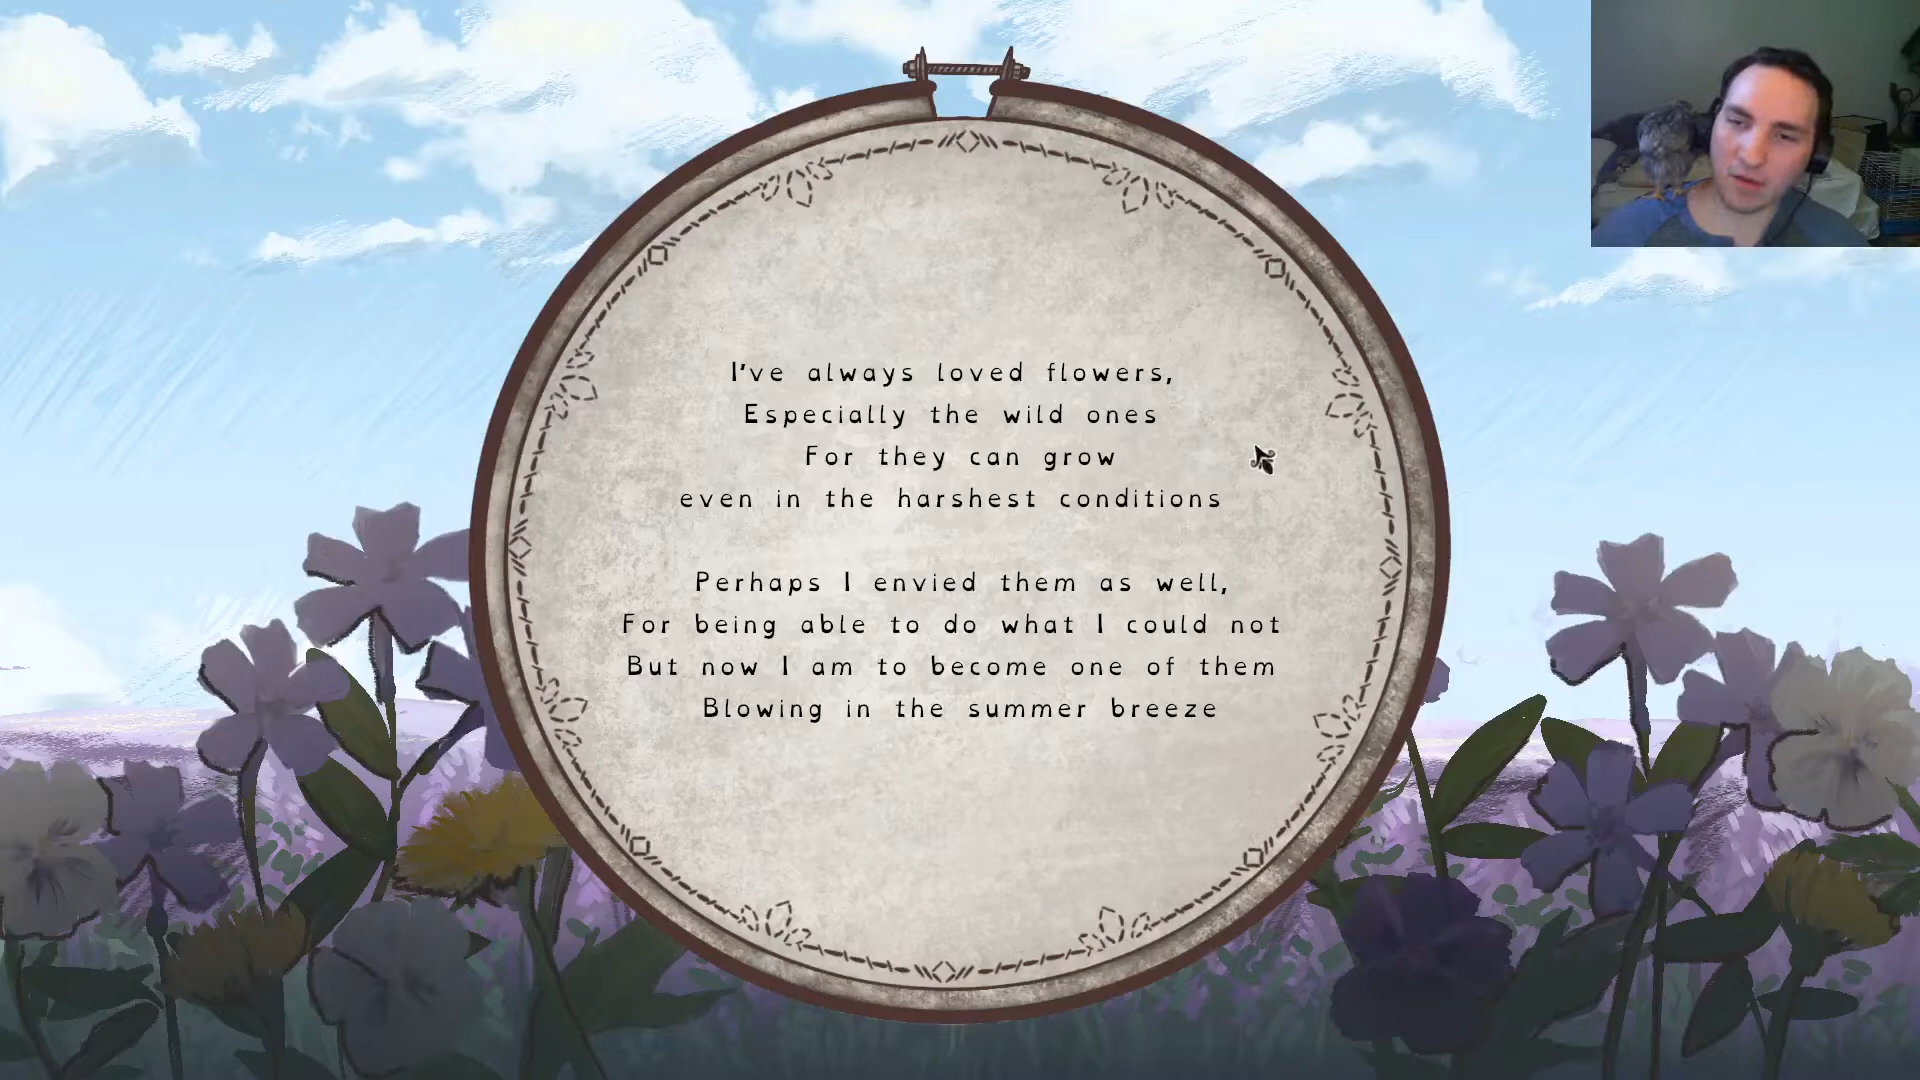 I've always loved flowers,
Especially the wild ones
For they can grow
even in the harshest conditions
Perhaps I envied them as well,
For being able to do what I could not
But now I am to become one of them
Blowing in the summer breeze